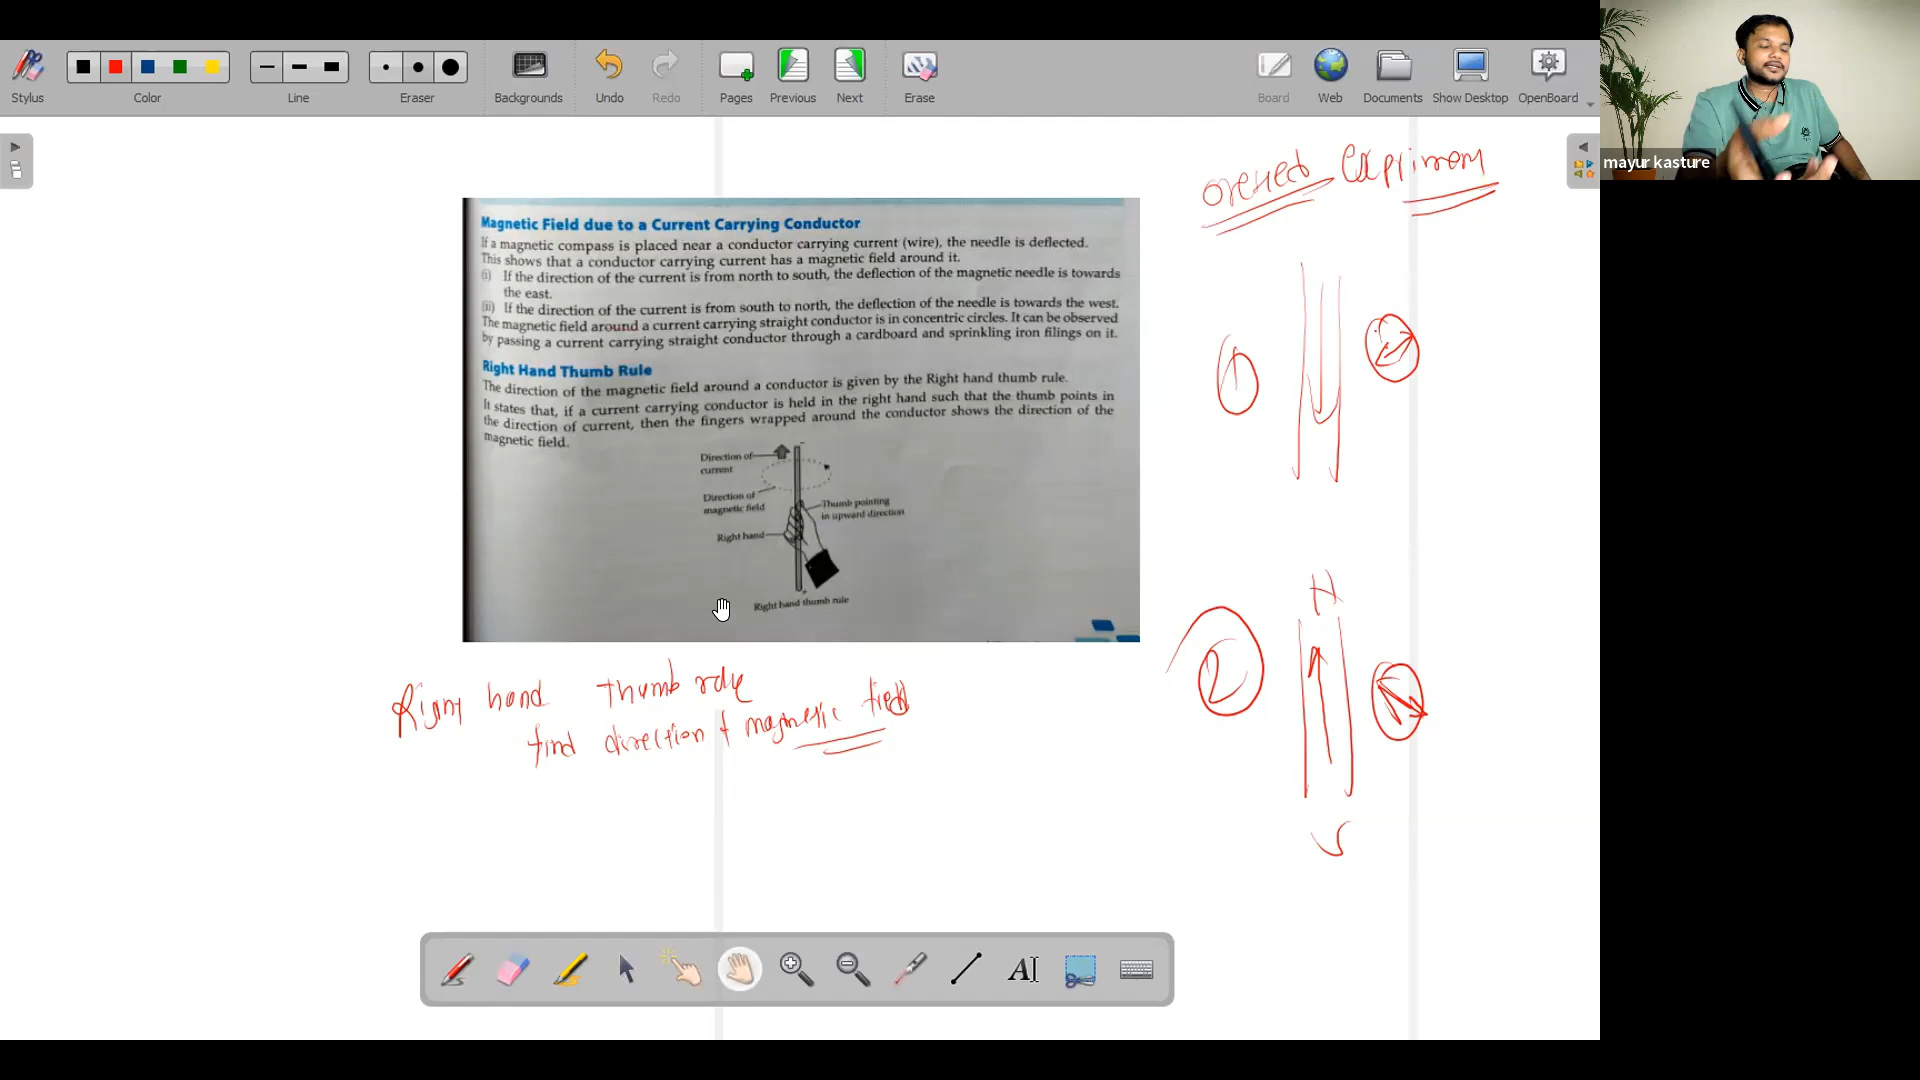 Stylus
Color
Line
Eraser
Backgrounds
Undo
Redo
Pages
Previous
Next
Erase
Board
Web
Documents
Show Desktop
OpenBoard
mayur kasture
Magnetic Field due to a Current Carrying Conductor
If a magnetic compass is placed near a conductor carrying current (wire), the needle is deflected.
This shows that a conductor carrying current has a magnetic field around it.
(i) If the direction of the current is from north to south, the deflection of the magnetic needle is towards
the east.
(ii) If the direction of the current is from south to north, the deflection of the needle is towards the west.
The magnetic field around a current carrying straight conductor is in concentric circles. It can be observed
by passing a current carrying straight conductor through a cardboard and sprinkling iron filings on it.
Right Hand Thumb Rule
The direction of the magnetic field around a conductor is given by the Right hand thumb rule.
It states that, if a current carrying conductor is held in the right hand such that the thumb points in
the direction of current, then the fingers wrapped around the conductor shows the direction of the
magnetic field.
Direction of
current
Direction of
magnetic field
Thumb pointing
in upward direction
Right hand
Right hand thumb rule
hand thumb rule
find direction of magnetic field
1
2
N
S
AI